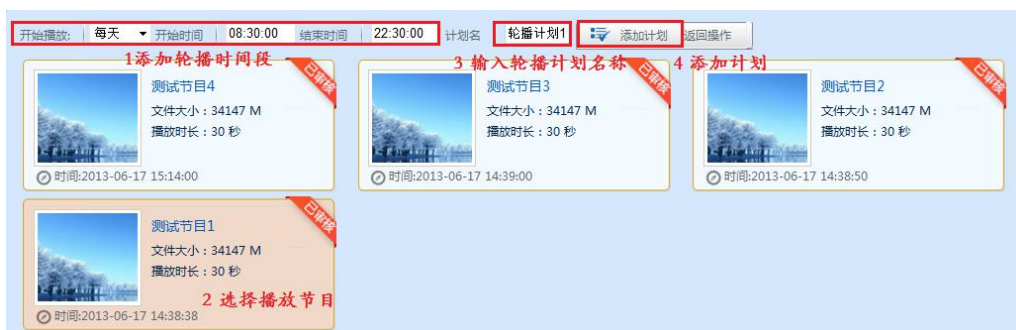 开始播放: 每天 开始时间 08:30:00 结束时间 22:30:00 计划名 轮播计划1 添加计划 返回操作
1添加轮播时间段 3 输入轮播计划名称 4 添加计划
测试节目4
已审核
文件大小：34147 M
播放时长：30 秒
时间:2013-06-17 15:14:00
测试节目3
已审核
文件大小：34147 M
播放时长：30 秒
时间:2013-06-17 14:39:00
测试节目2
已审核
文件大小：34147 M
播放时长：30 秒
时间:2013-06-17 14:38:50
测试节目1
已审核
文件大小：34147 M
播放时长：30 秒
2 选择播放节目
时间:2013-06-17 14:38:38